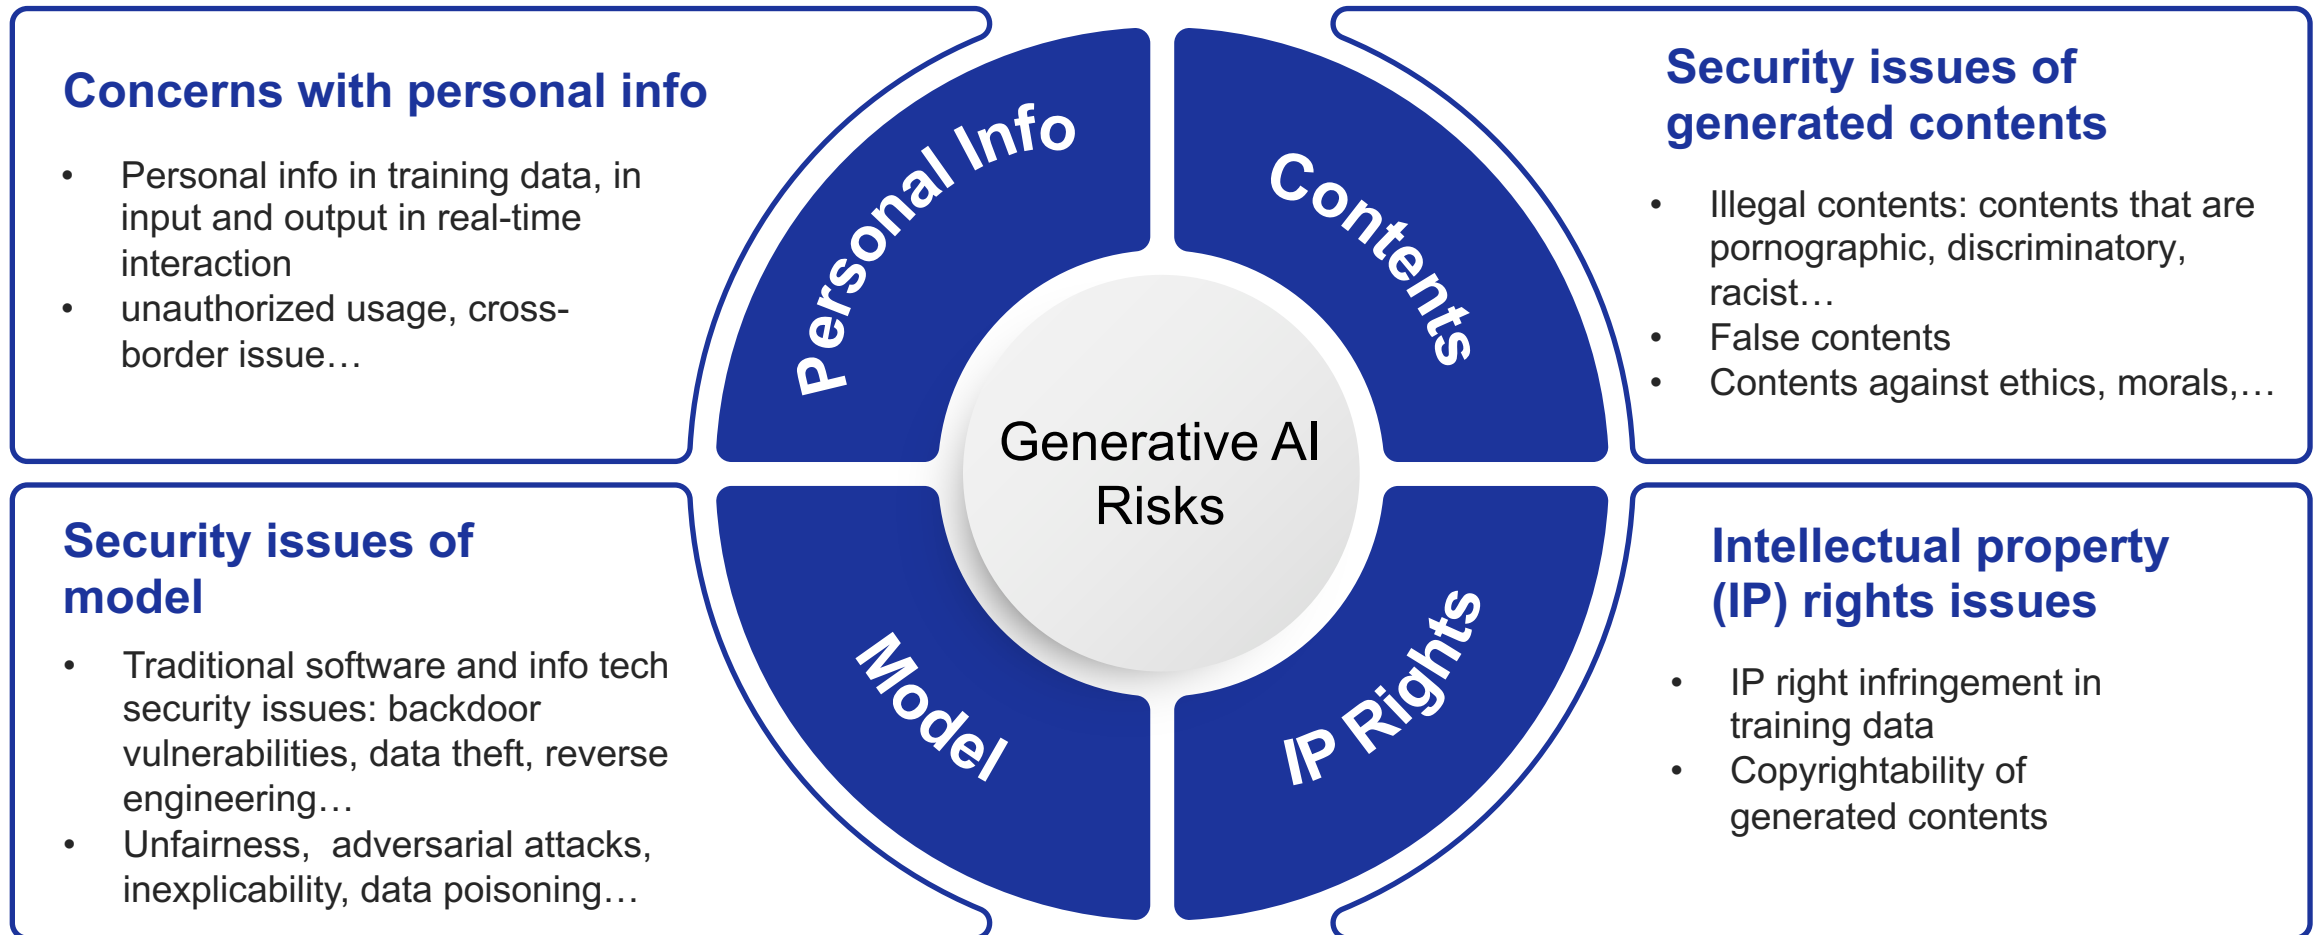 Concerns with personal info
• Personal info in training data, in
input and output in real-time
interaction
• unauthorized usage, cross-
border issue…
Personal Info
Contents
Security issues of
generated contents
• Illegal contents: contents that are
pornographic, discriminatory,
racist…
• False contents
• Contents against ethics, morals,…
Generative AI
Risks
Security issues of
model
• Traditional software and info tech
security issues: backdoor
vulnerabilities, data theft, reverse
engineering…
• Unfairness,  adversarial attacks,
inexplicability, data poisoning…
Model
IP Rights
Intellectual property
(IP) rights issues
• IP right infringement in
training data
• Copyrightability of
generated contents